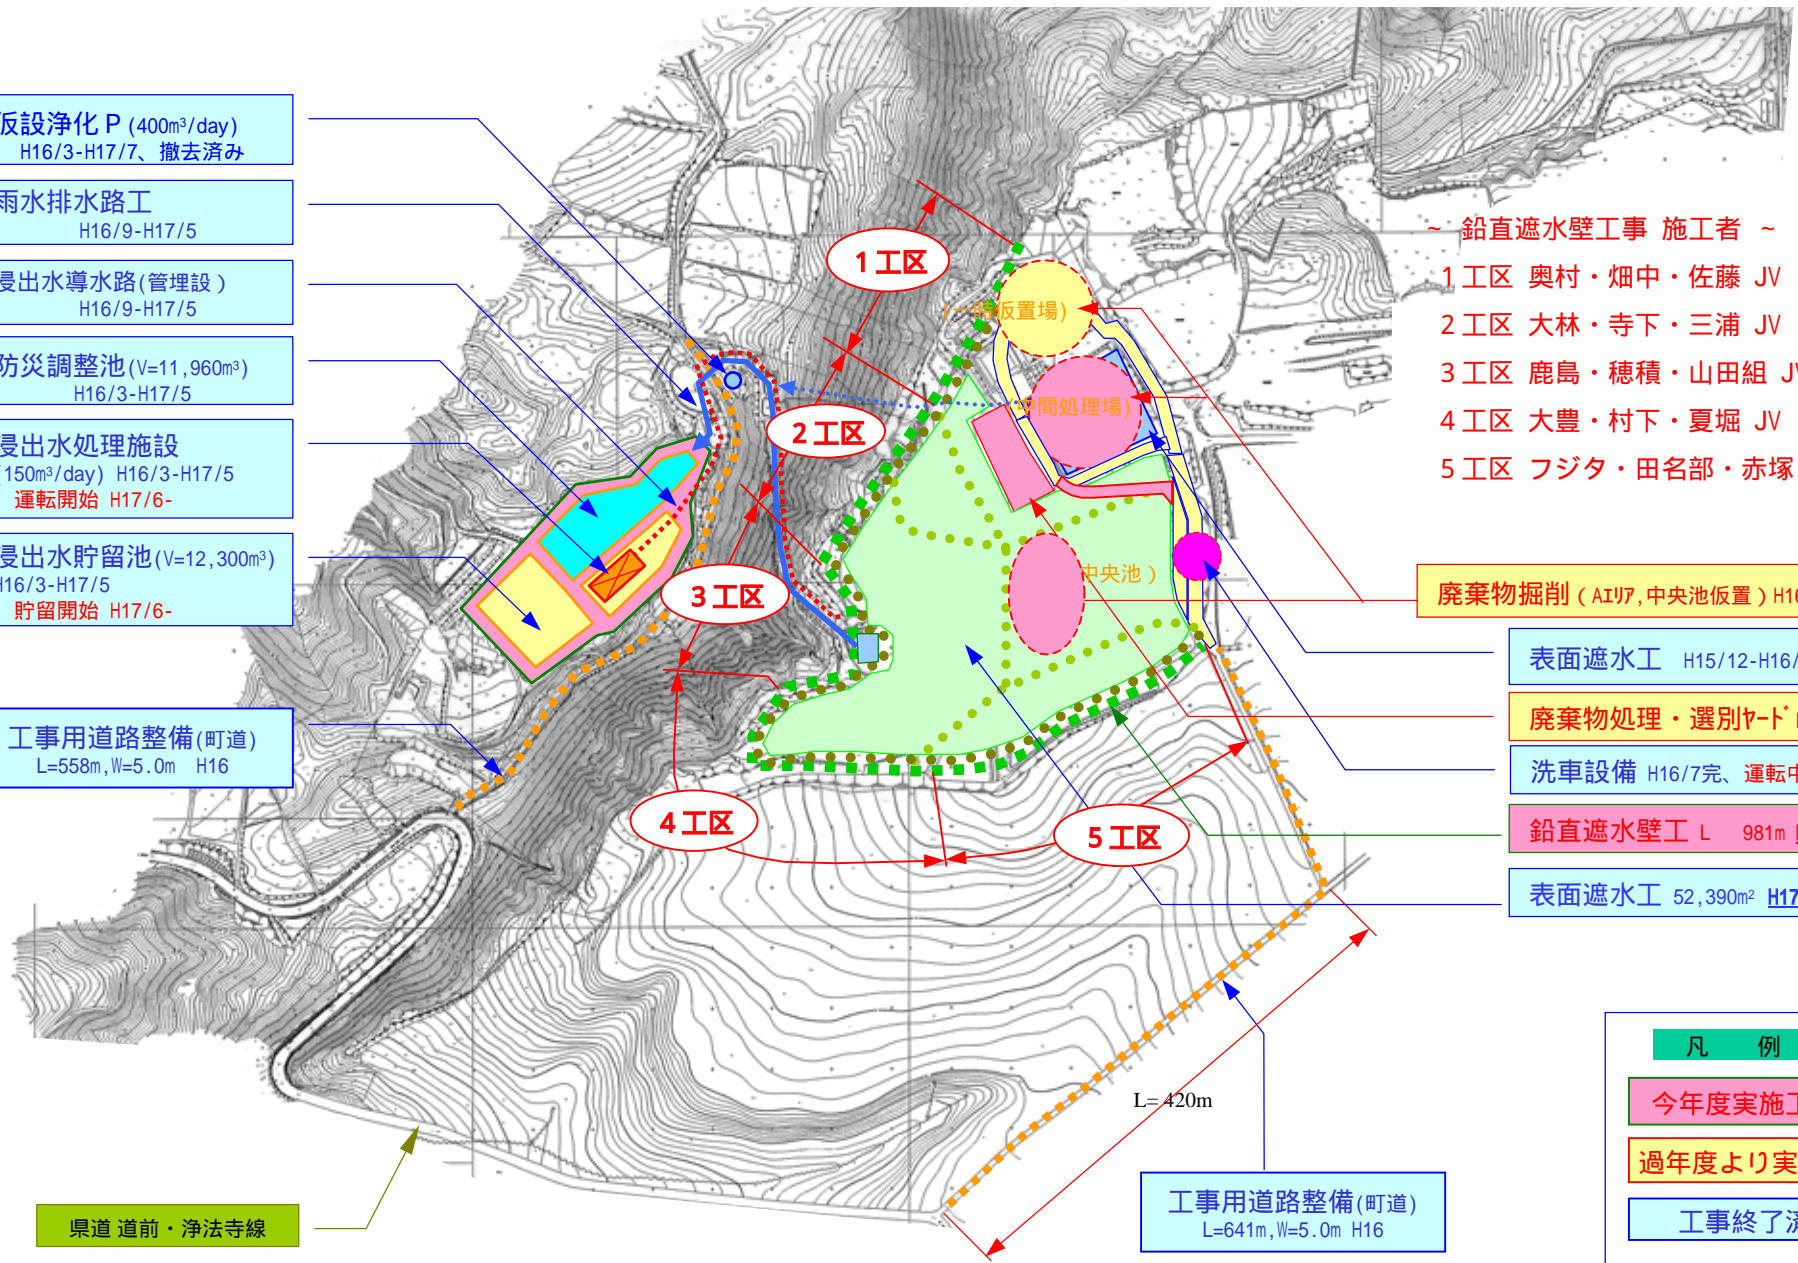 仮設浄化P (400m³/day)
H16/3-H17/7、撤去済み
雨水排水路工
H16/9-H17/5
浸出水導水路(管埋設)
H16/9-H17/5
防災調整池(V=11,960m³)
H16/3-H17/5
浸出水処理施設
(150m³/day) H16/3-H17/5
運転開始 H17/6-
浸出水貯留池(V=12,300m³)
H16/3-H17/5
貯留開始 H17/6-
工事用道路整備(町道)
L=558m,W=5.0m H16
県道 道前・浄法寺線
1工区
2工区
3工区
4工区
5工区
(一時仮置場)
(中間処理場)
中央池)
~ 鉛直遮水壁工事 施工者 ~
1工区 奥村・畑中・佐藤 JV
2工区 大林・寺下・三浦 JV
3工区 鹿島・穂積・山田組 JV
4工区 大豊・村下・夏堀 JV
5工区 フジタ・田名部・赤塚
廃棄物掘削(Aエリア,中央池仮置)H16
表面遮水工 H15/12-H16/
廃棄物処理・選別ヤード
洗車設備 H16/7完、運転中
鉛直遮水壁工 L 981m
表面遮水工 52,390m² H17
L= 420m
工事用道路整備(町道)
L=641m,W=5.0m H16
凡 例
今年度実施工
過年度より実
工事終了済